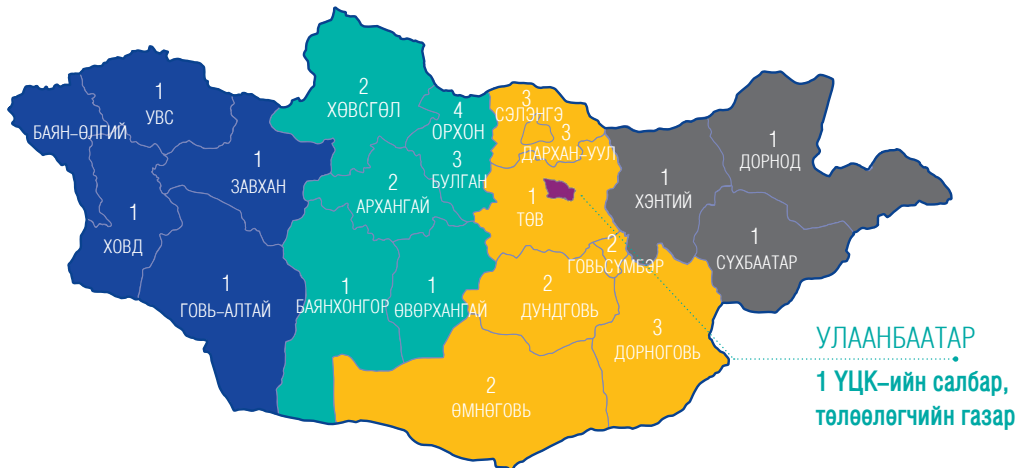 1
УВС
БАЯН-ӨЛГИЙ
1
ЗАВХАН
1
ХОВД
1
ГОВЬ-АЛТАЙ
2
ХӨВСГӨЛ
4
ОРХОН
3
БУЛГАН
2
АРХАНГАЙ
1
БАЯНХОНГОР
1
ӨВӨРХАНГАЙ
3
СЭЛЭНГЭ
3
ДАРХАН-УУЛ
1
ТӨВ
2
ГОВЬСҮМБЭР
2
ДУНДГОВЬ
3
ДОРНОГОВЬ
2
ӨМНӨГОВЬ
1
ХЭНТИЙ
1
ДОРНОД
1
СҮХБААТАР
УЛААНБААТАР
1 ҮЦК-ийн салбар,
төлөөлөгчийн газар